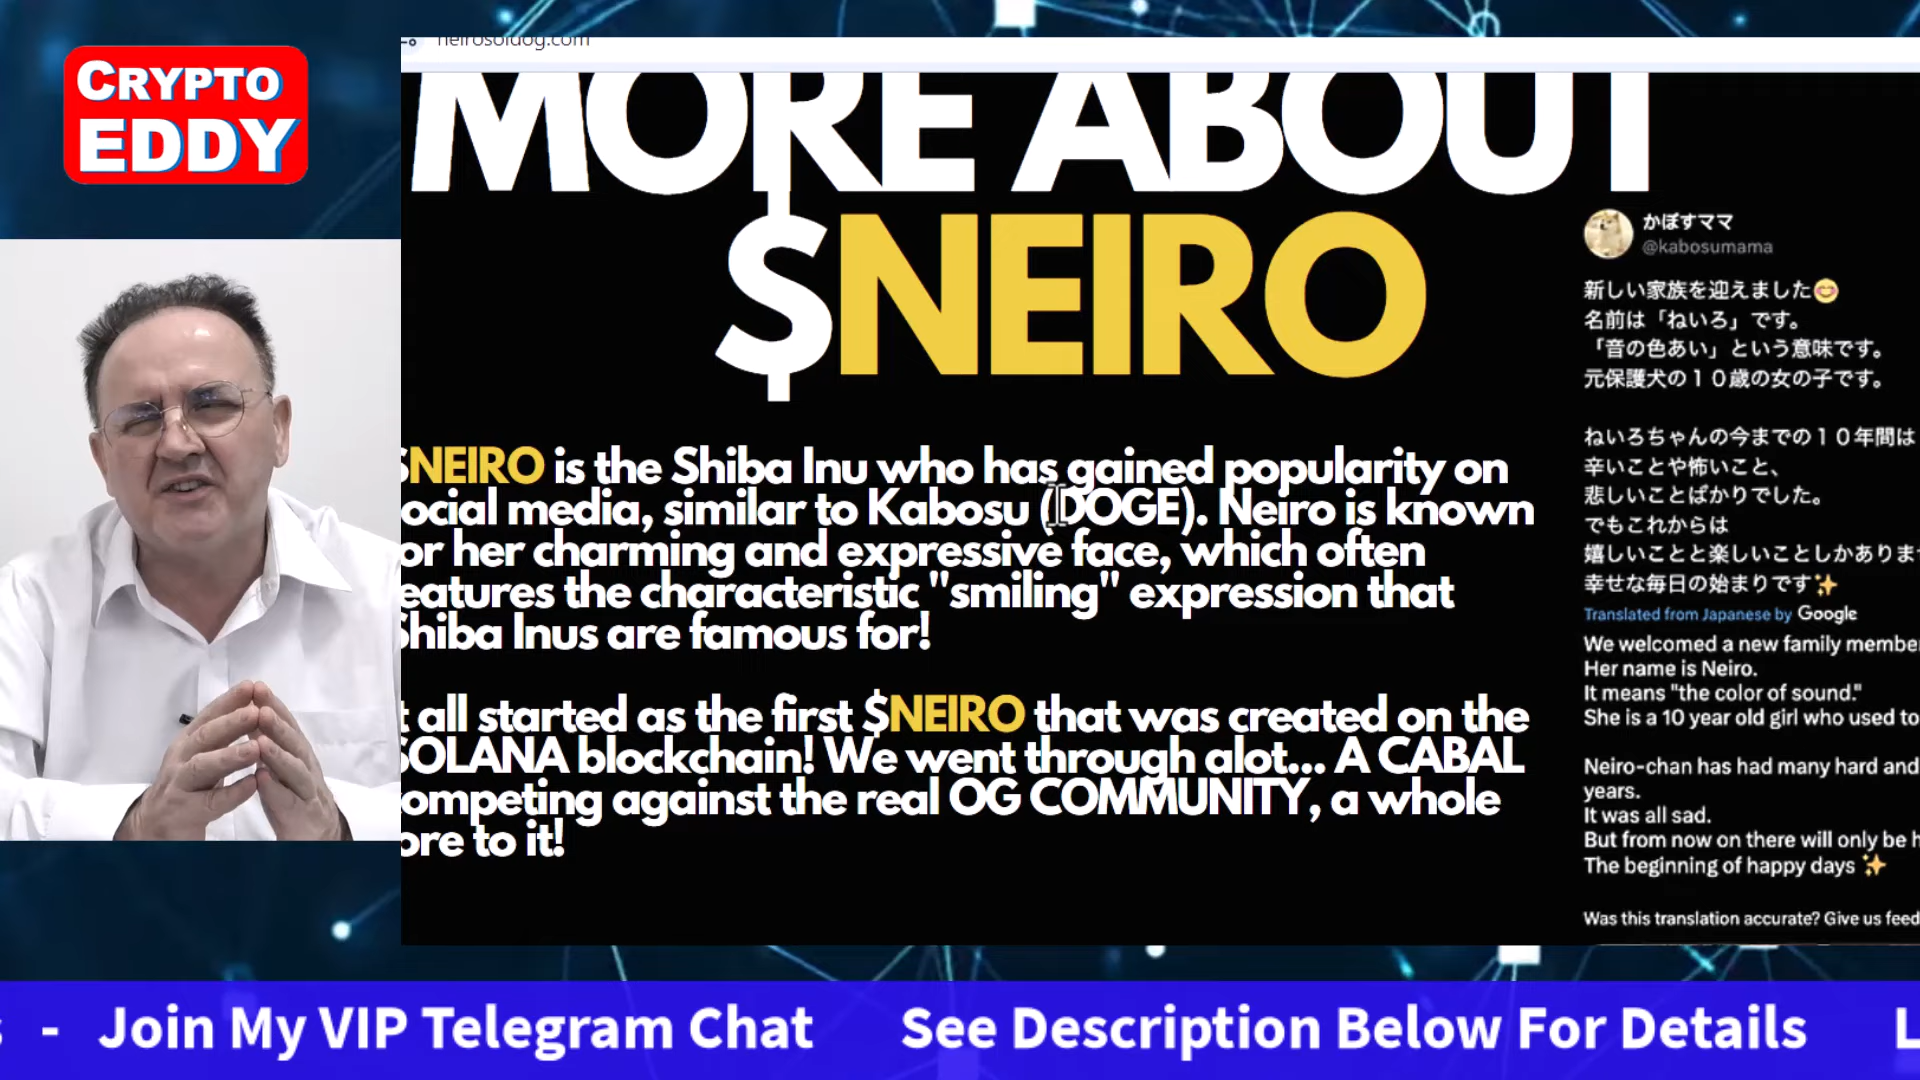 CRYPTO
EDDY
neirosoldog.com
MORE ABOUT
$NEIRO
$NEIRO is the Shiba Inu who has gained popularity on
ocial media, similar to Kabosu (DOGE). Neiro is known
or her charming and expressive face, which often
eatures the characteristic "smiling" expression that
Shiba Inus are famous for!
t all started as the first $NEIRO that was created on the
SOLANA blockchain! We went through alot... A CABAL
ompeting against the real OG COMMUNITY, a whole
ore to it!
かぼすママ
@kabosumama
新しい家族を迎えました😊
名前は「ねいろ」です。
「音の色あい」という意味です。
元保護犬の１０歳の女の子です。
ねいろちゃんの今までの１０年間は
辛いことや怖いこと、
悲しいことばかりでした。
でもこれからは
嬉しいことと楽しいことしかありま
幸せな毎日の始まりです✨
Translated from Japanese by Google
We welcomed a new family member
Her name is Neiro.
It means "the color of sound."
She is a 10 year old girl who used to
Neiro-chan has had many hard and
years.
It was all sad.
But from now on there will only be h
The beginning of happy days ✨
Was this translation accurate? Give us feed
- Join My VIP Telegram Chat See Description Below For Details L